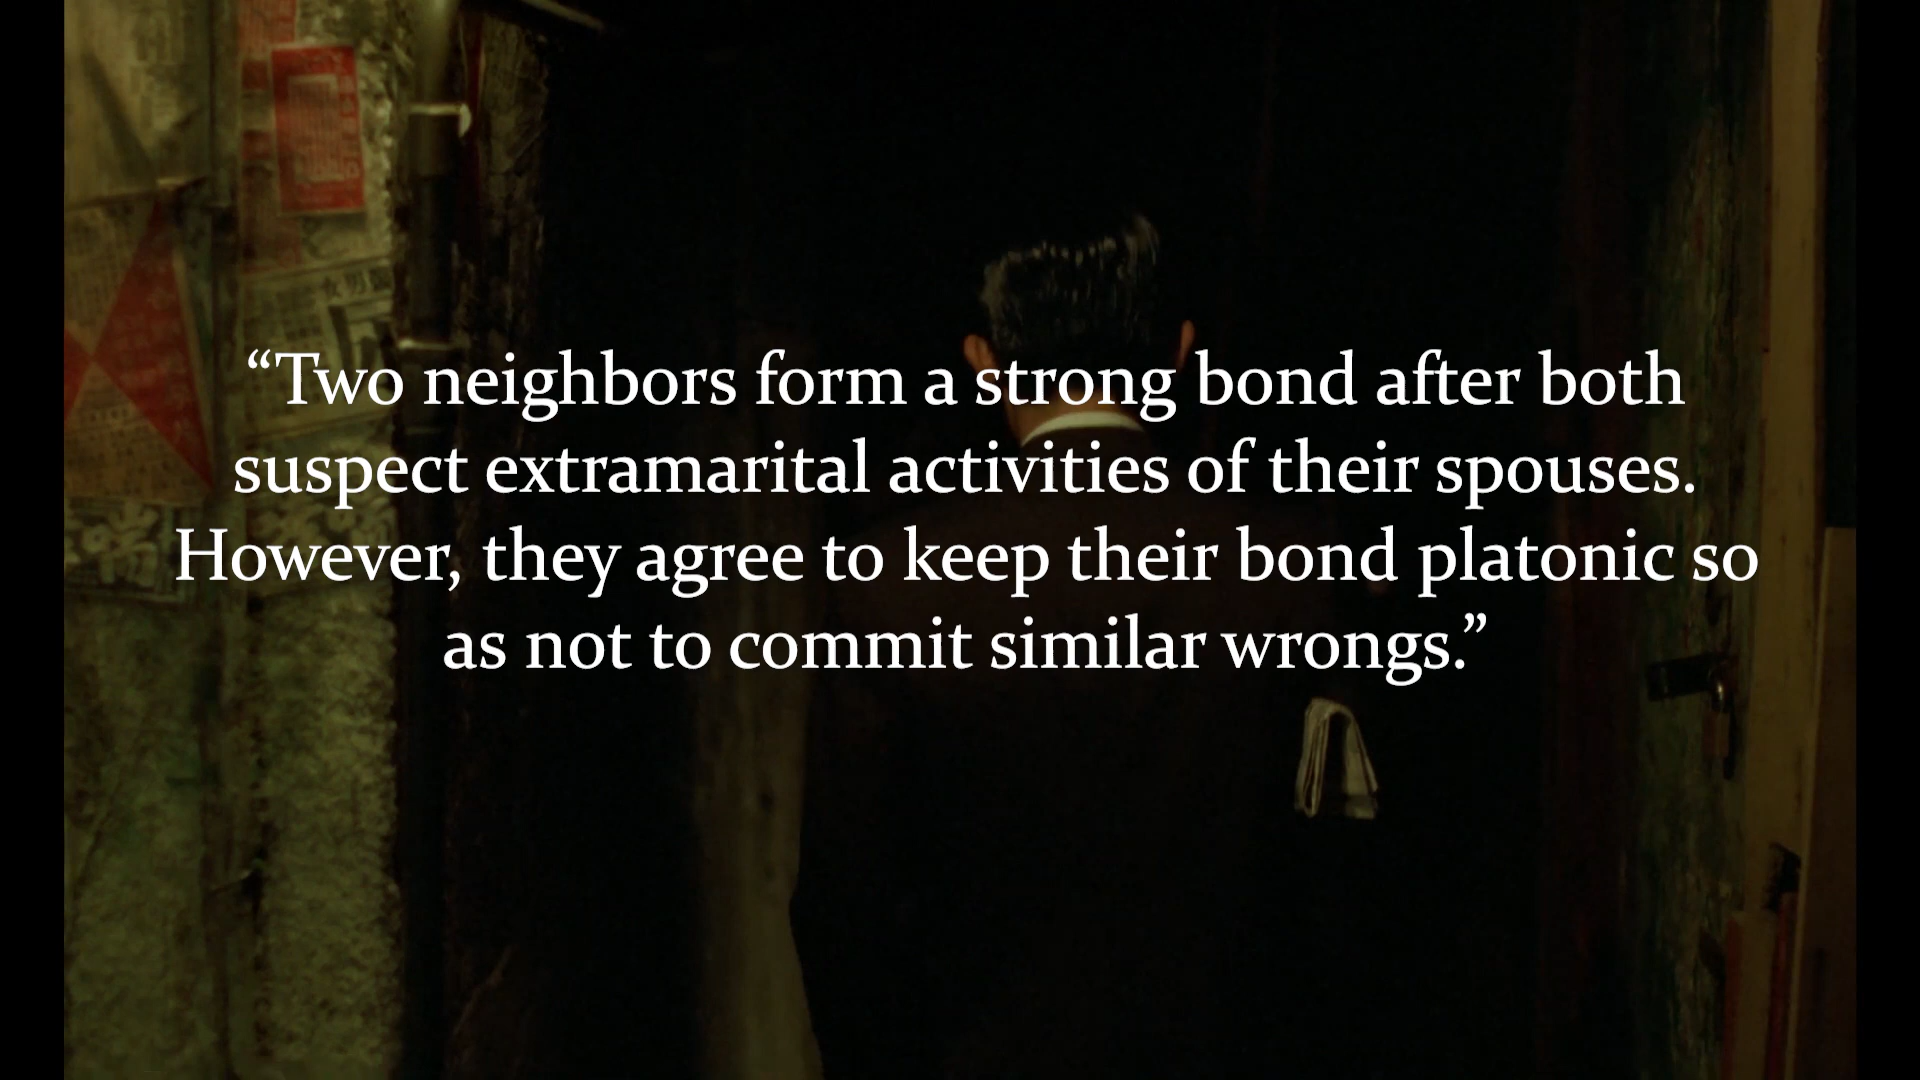 “Two neighbors form a strong bond after both
suspect extramarital activities of their spouses.
However, they agree to keep their bond platonic so
as not to commit similar wrongs.”